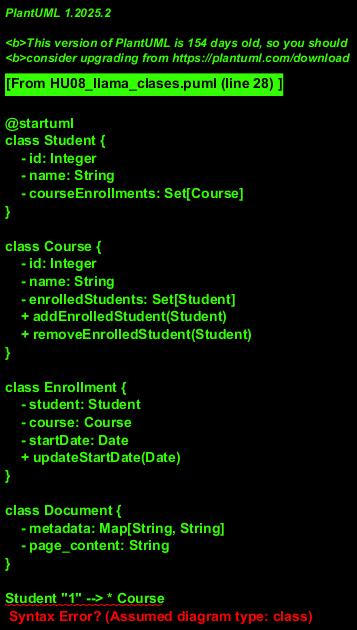 PlantUML 1.2025.2
<b>This version of PlantUML is 154 days old, so you should
<b>consider upgrading from https://plantuml.com/download
[From HU08_llama_clases.puml (line 28) ]
@startuml
class Student {
- id: Integer
- name: String
- courseEnrollments: Set[Course]
}
class Course {
- id: Integer
- name: String
- enrolledStudents: Set[Student]
+ addEnrolledStudent(Student)
+ removeEnrolledStudent(Student)
}
class Enrollment {
- student: Student
- course: Course
- startDate: Date
+ updateStartDate(Date)
}
class Document {
- metadata: Map[String, String]
- page_content: String
}
Student "1" --> * Course
Syntax Error? (Assumed diagram type: class)